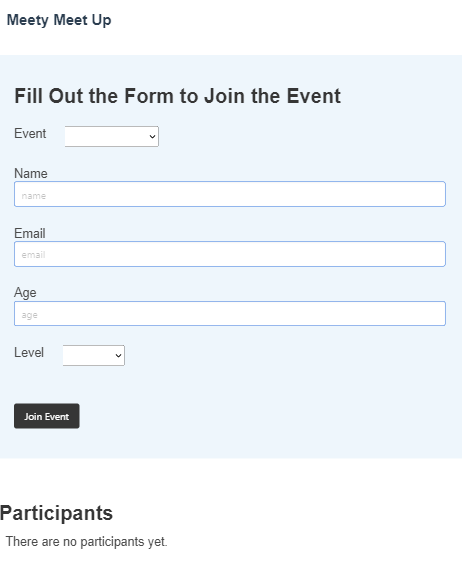 Meety Meet Up
Fill Out the Form to Join the Event
Event
Name
name
Email
email
Age
age
Level
Join Event
Participants
There are no participants yet.